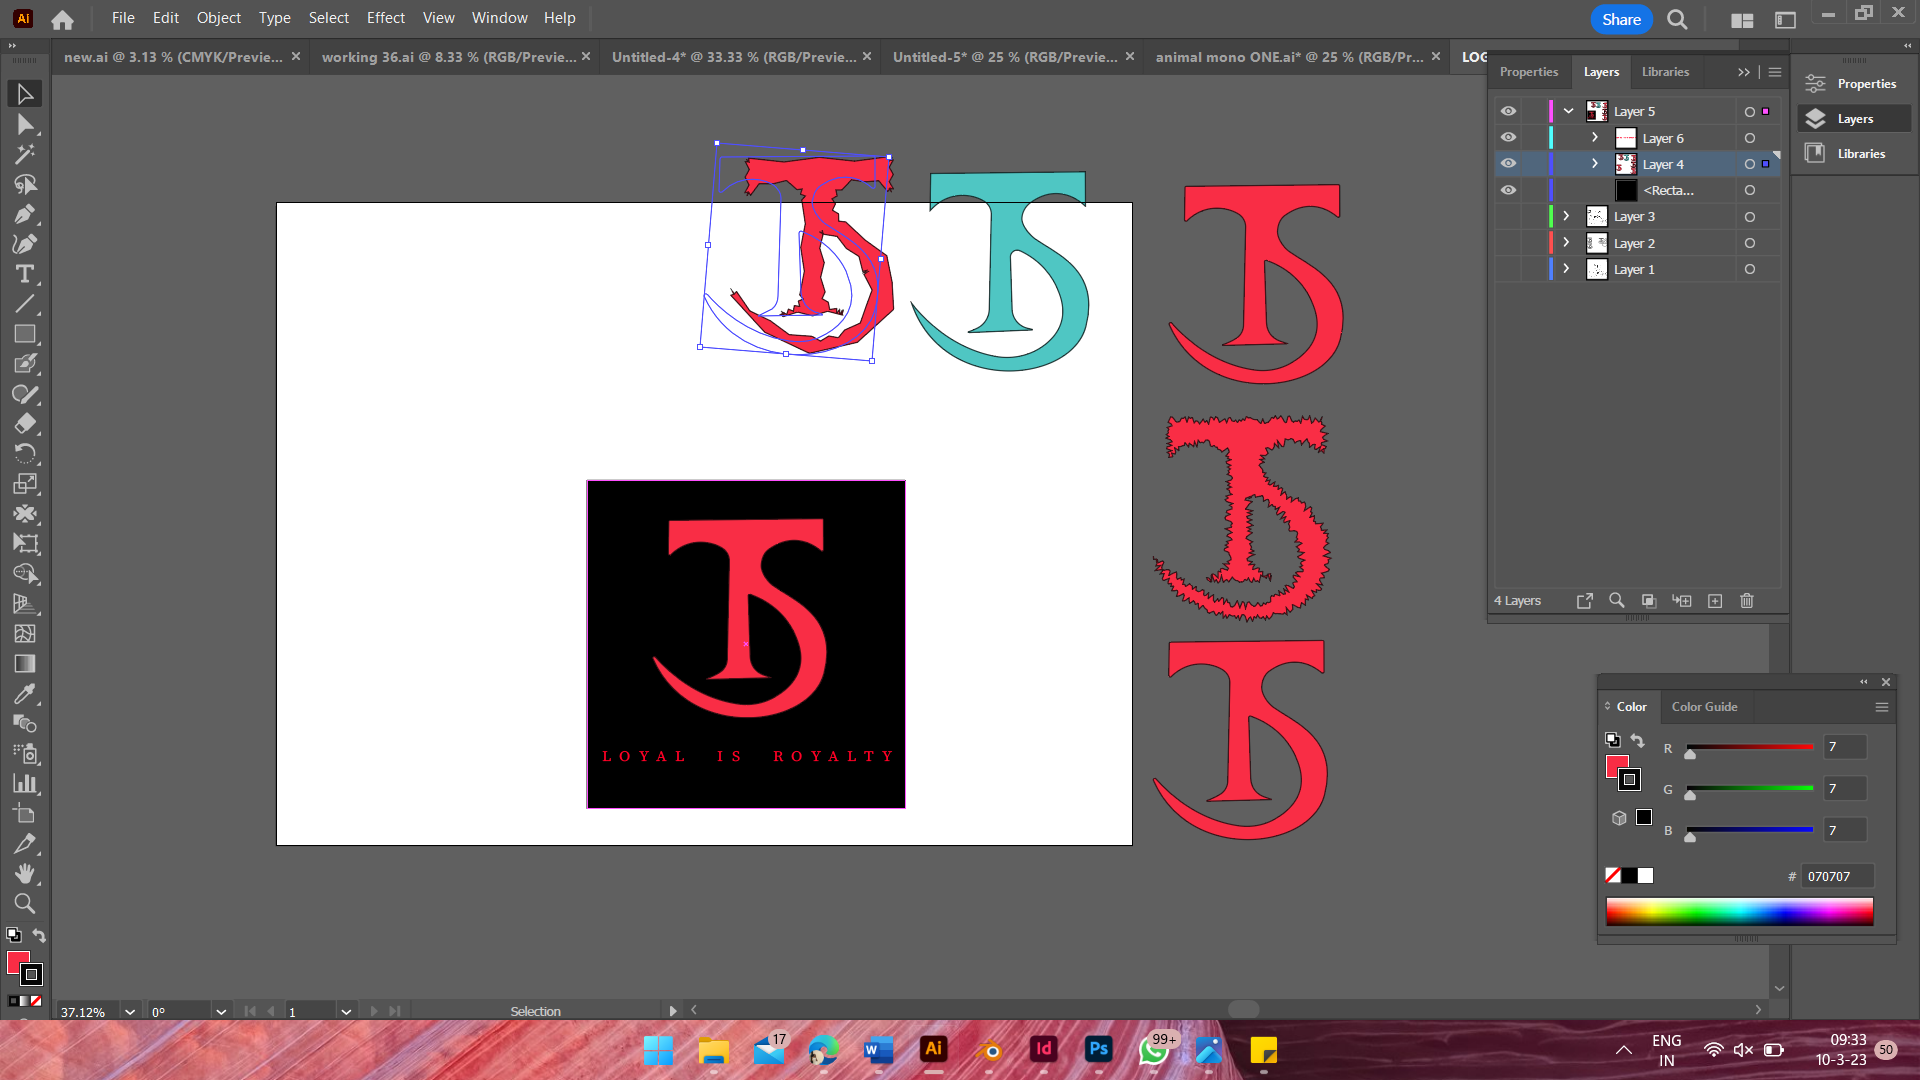 Ai File Edit Object Type Select Effect View Window Help Share
new.ai @ 3.13 % (CMYK/Previe... working 36.ai @ 8.33 % (RGB/Previe... Untitled-4* @ 33.33 % (RGB/Previe... Untitled-5* @ 25 % (RGB/Previe... animal mono ONE.ai* @ 25 % (RGB/Pr... LOG
Properties Layers Libraries
Properties
Layers
Libraries
Layer 5
Layer 6
Layer 4
<Recta...
Layer 3
Layer 2
Layer 1
4 Layers
LOYAL IS ROYALTY
Color Color Guide
R 7
G 7
B 7
# 070707
37.12% 0° 1 Selection
17 99+
W Ai Id Ps
ENG
IN
09:33
10-3-23
50